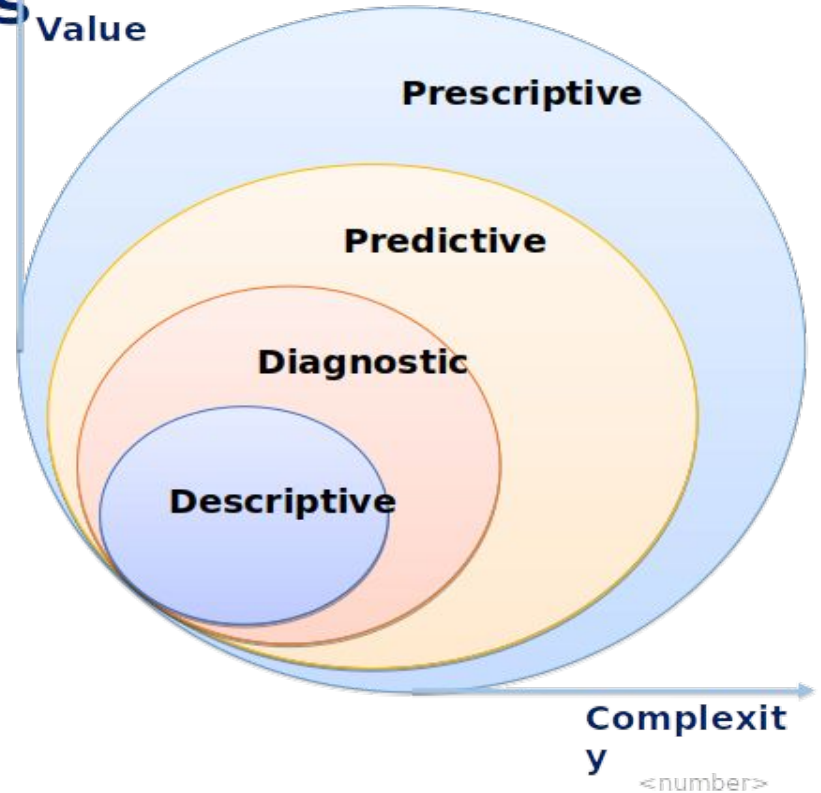 s
Value
Prescriptive
Predictive
Diagnostic
Descriptive
Complexit
y
<number>